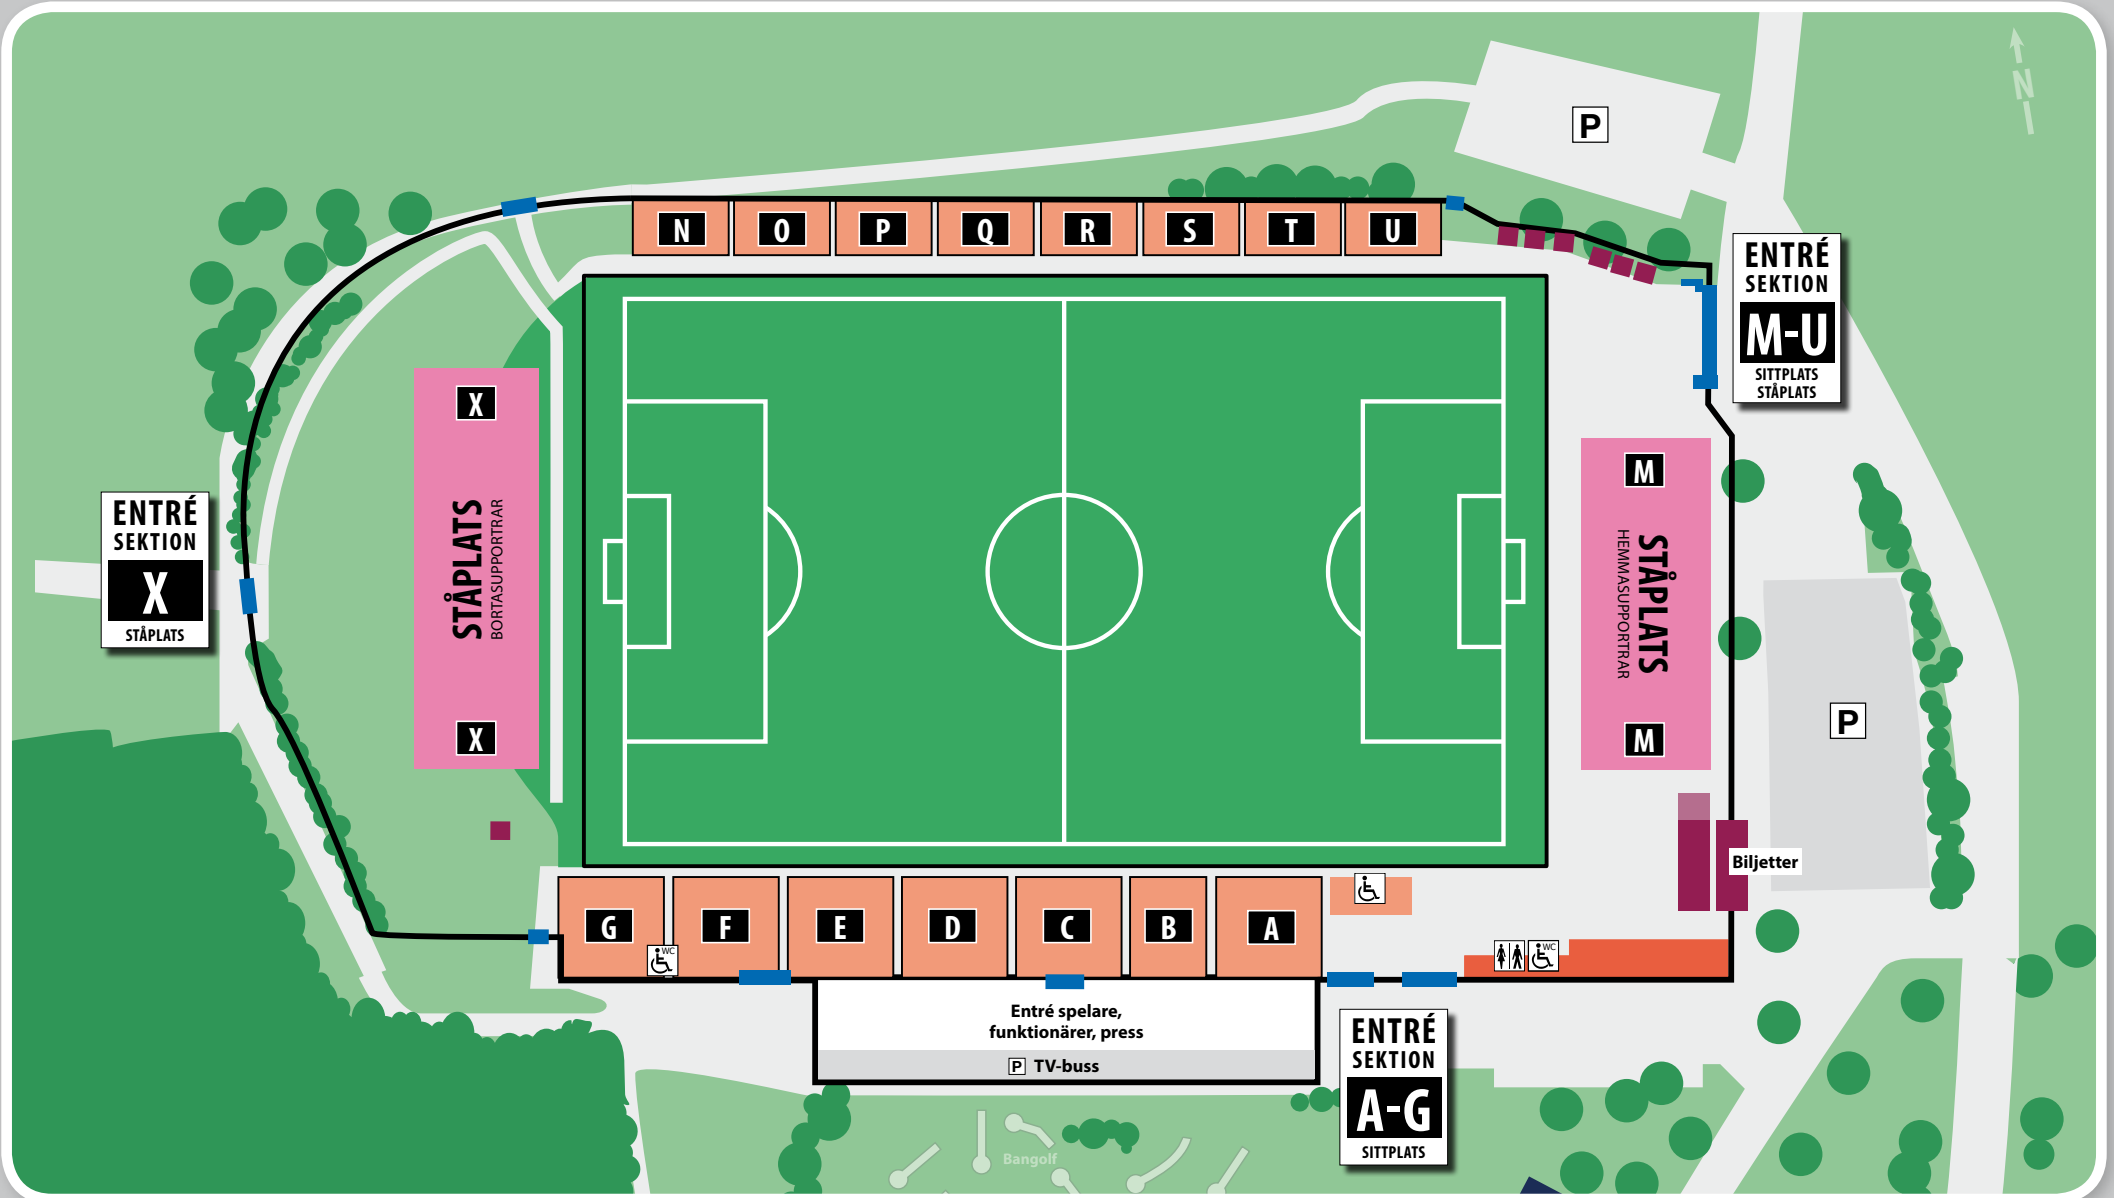 N
P
N
O
P
Q
R
S
T
U
ENTRÉ
SEKTION
M-U
SITTPLATS
STÅPLATS
X
STÅPLATS
BORTASUPPORTRAR
X
M
STÅPLATS
HEMMASUPPORTRAR
M
ENTRÉ
SEKTION
X
STÅPLATS
P
Biljetter
G
F
E
D
C
B
A
WC
WC
Entré spelare,
funktionärer, press
P TV-buss
ENTRÉ
SEKTION
A-G
SITTPLATS
Bangolf